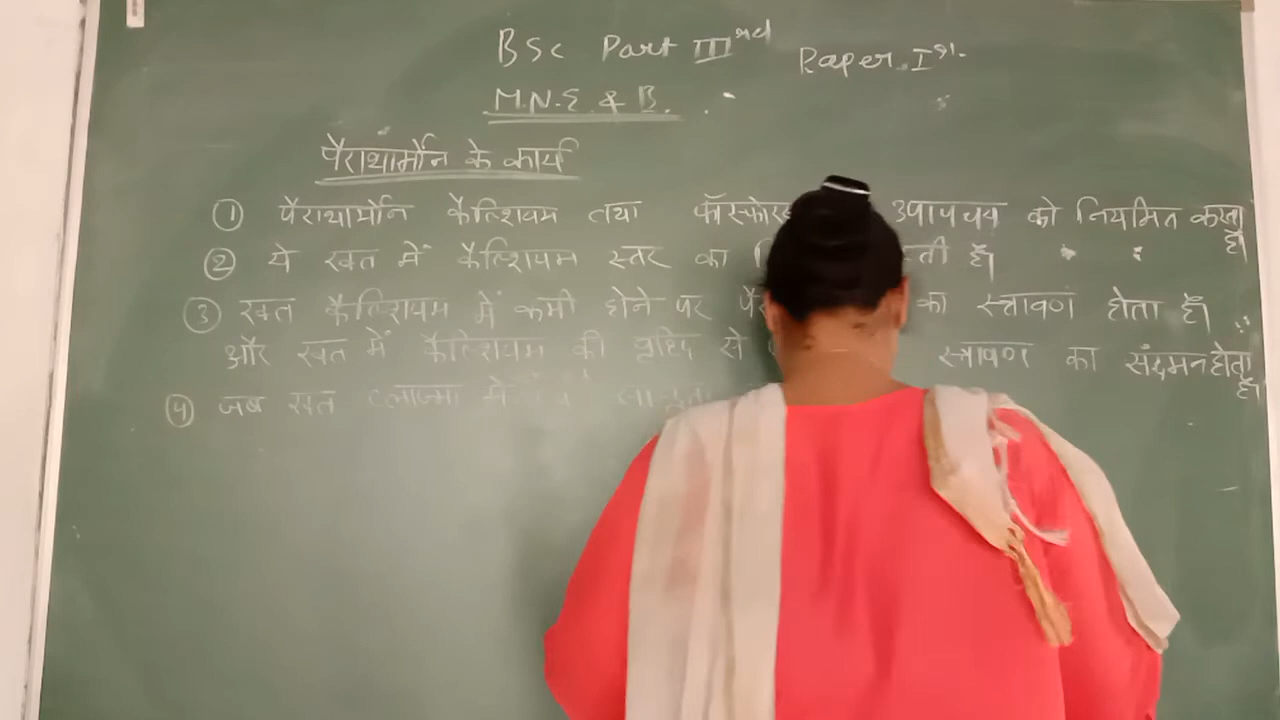 BSc Part IIIrd Paper Ist
M.N.E & B.
पैराथार्मोन के कार्य
① पैराथार्मोन कैल्शियम तथा उपापचय को नियमित करता है।
② ये रक्त में कैल्शियम स्तर का है।
③ रक्त कैल्शियम में कमी होने पर का स्त्रावण होता है।
और रक्त में कैल्शियम की वृद्धि से स्त्रावण का संदमन होता है।
④ जब रक्त प्लाज्मा में